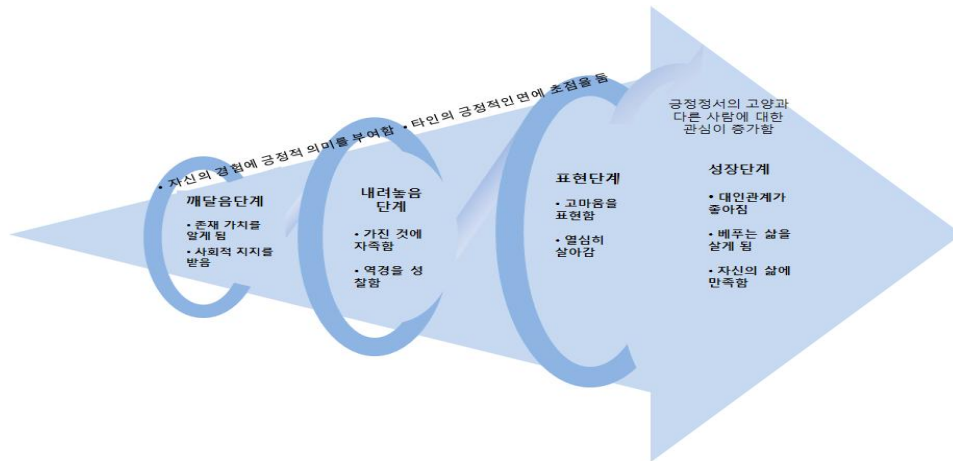 • 자신의 경험에 긍정적 의미를 부여함 • 타인의 긍정적인면에 초점을 둠
긍정정서의 고양과
다른 사람에 대한
관심이 증가함
깨달음단계
• 존재 가치를
알게 됨
• 사회적 지지를
받음
내려놓음
단계
• 가진 것에
자족함
• 역경을 성
찰함
표현단계
• 고마움을
표현함
• 열심히
살아감
성장단계
• 대인관계가
좋아짐
• 베푸는 삶을
살게 됨
• 자신의 삶에
만족함